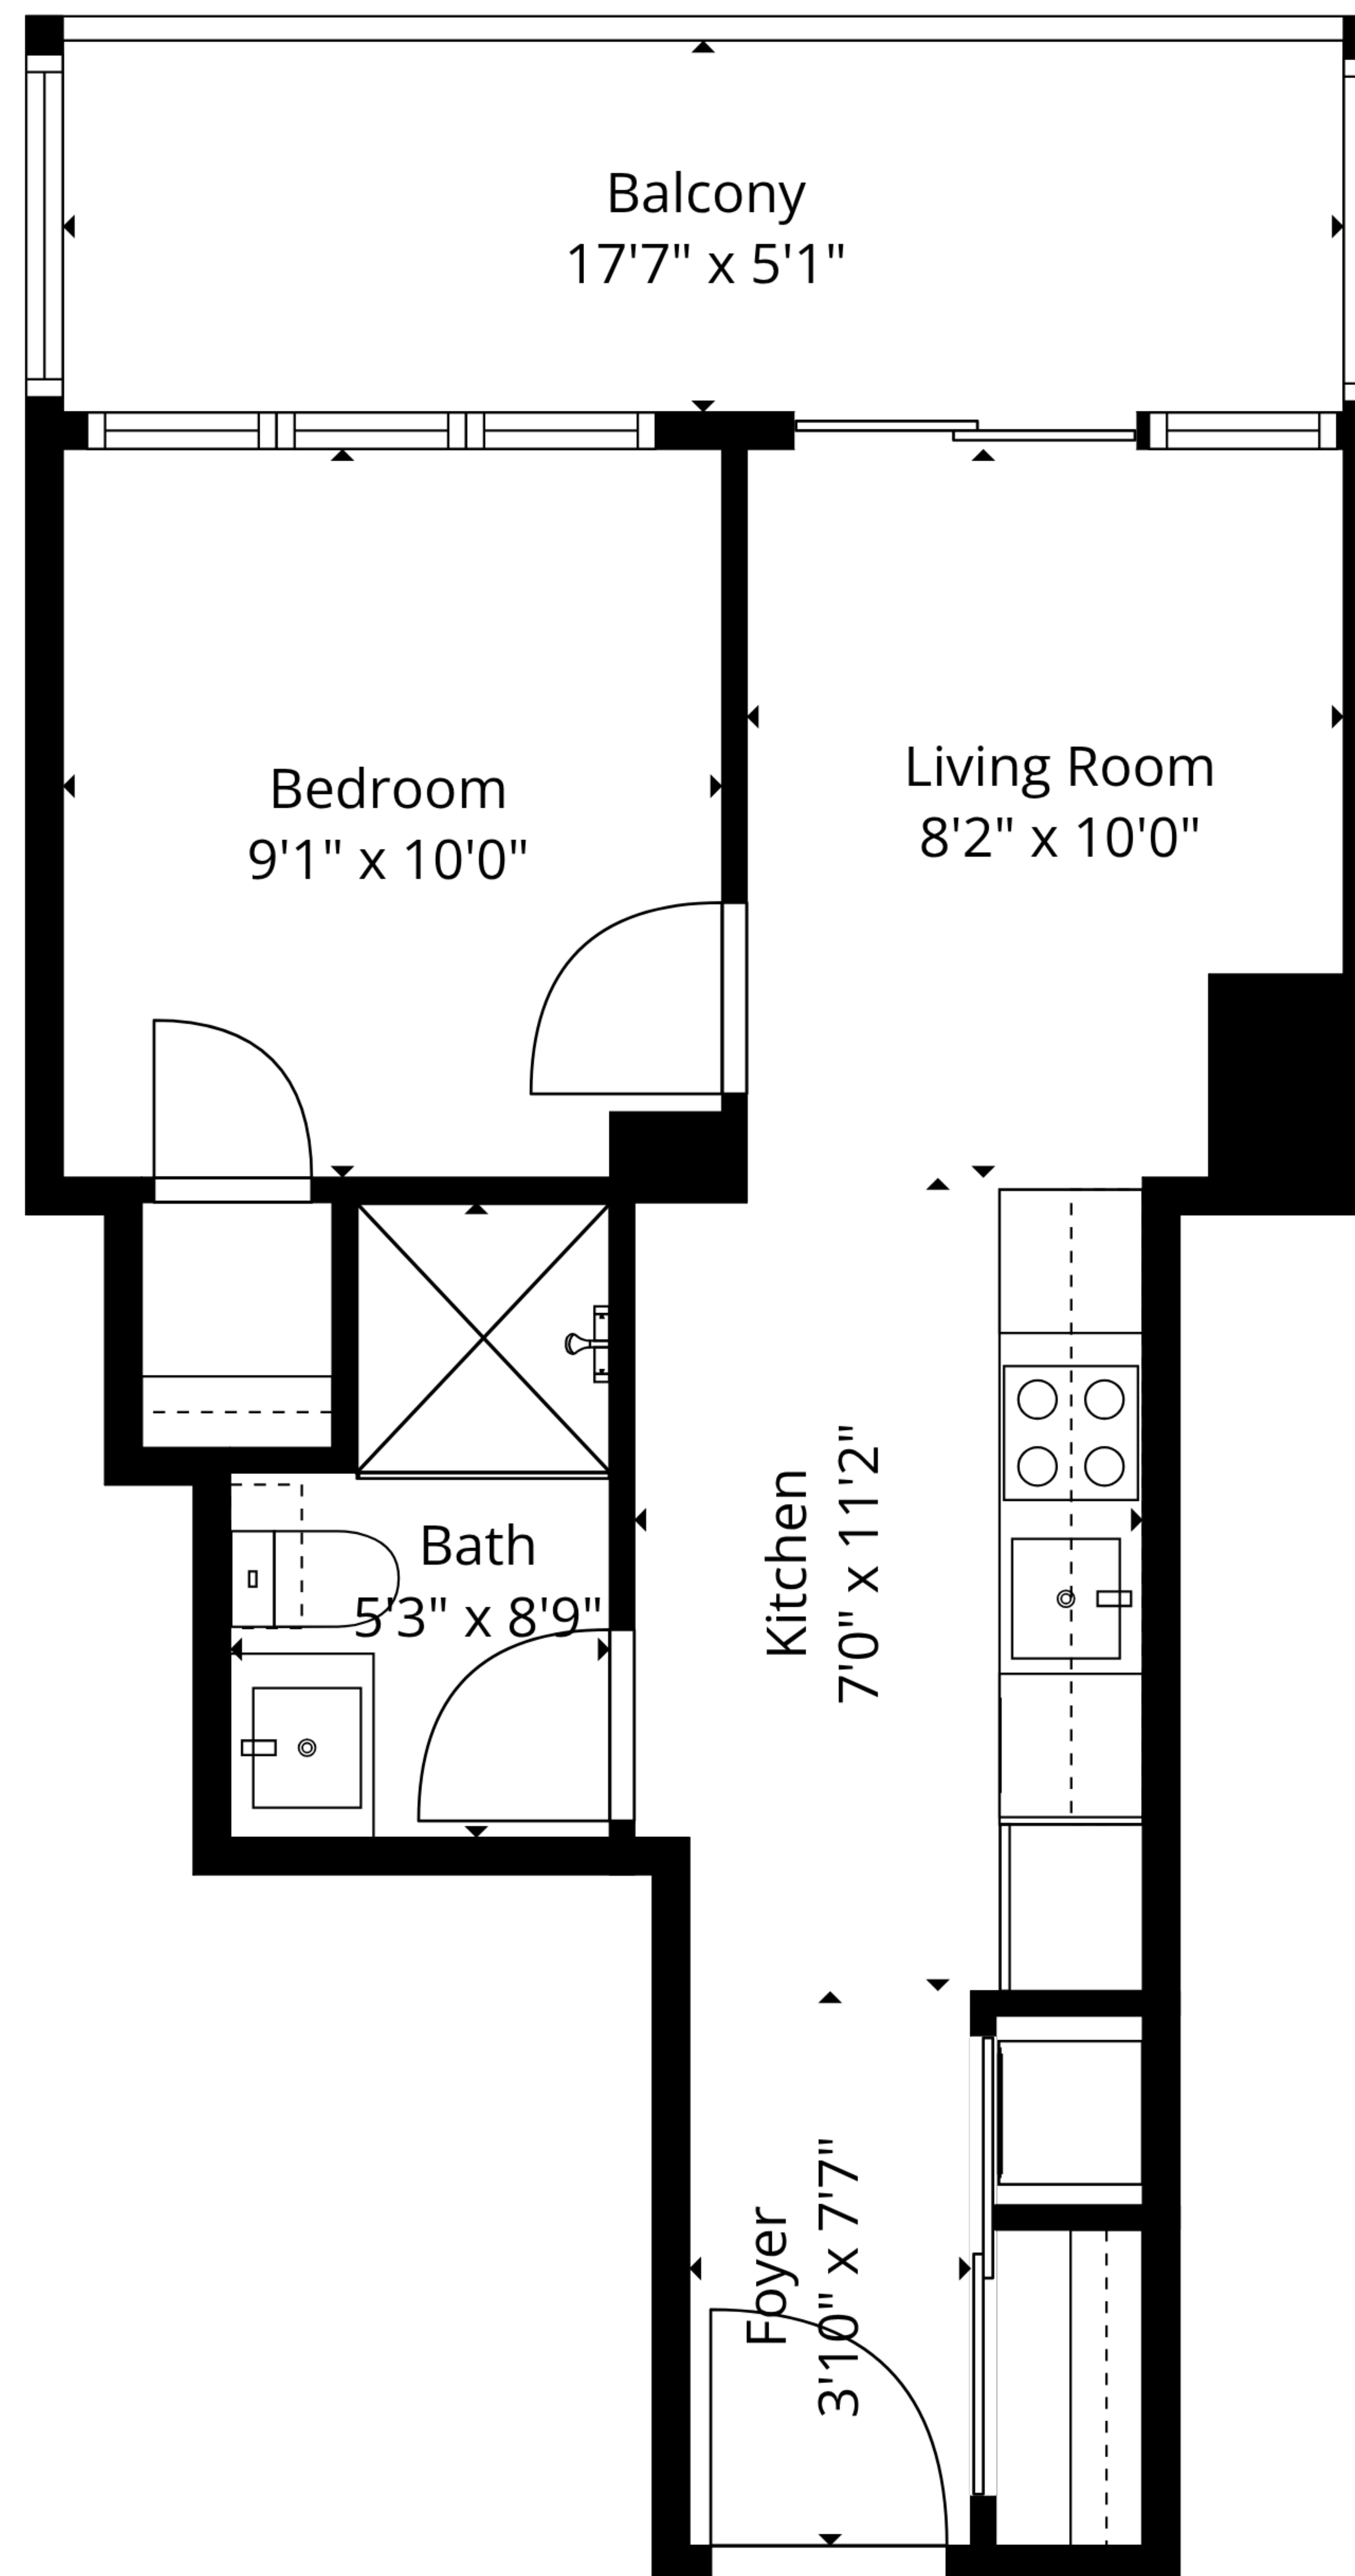 Balcony
17'7" x 5'1"
Living Room
8'2" x 10'0"
Bedroom
9'1" x 10'0"
Kitchen
7'0" x 11'2"
Bath
5'3" x 8'9"
Foyer
3'10" x 7'7"